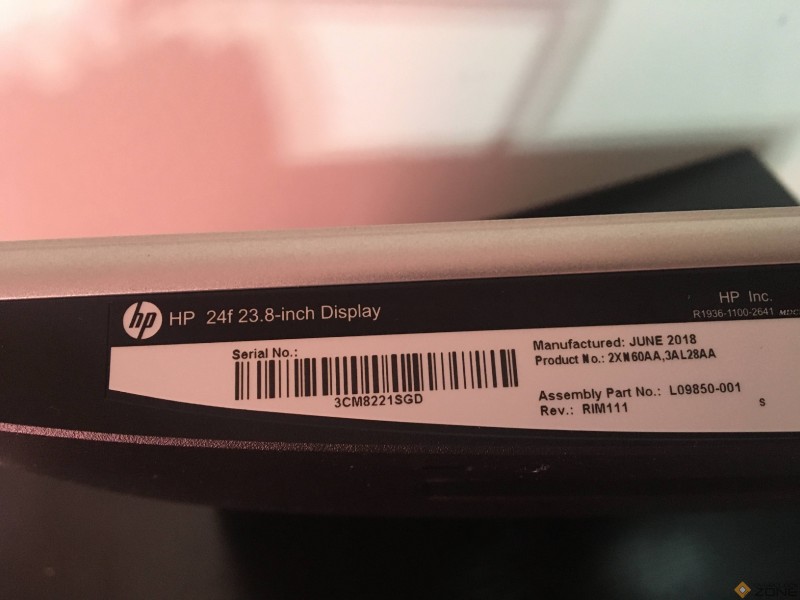 hp HP 24f 23.8-inch Display
HP Inc.
R1936-1100-2641
Serial No.:
3CM8221SGD
Manufactured: JUNE 2018
Product No.: 2XN60AA,3AL28AA
Assembly Part No.: L09850-001
Rev.: RIM111
S